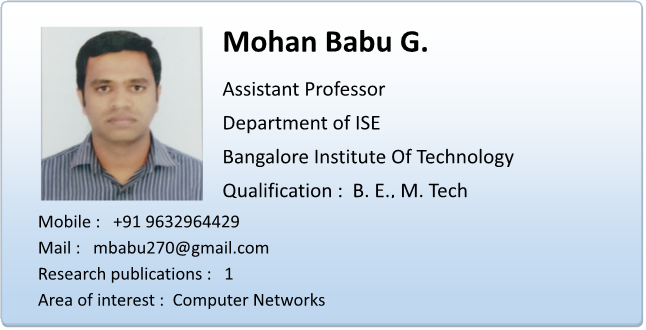 Mohan Babu G.
Assistant Professor
Department of ISE
Bangalore Institute Of Technology
Qualification :  B. E., M. Tech
Mobile :   +91 9632964429
Mail :   mbabu270@gmail.com
Research publications :   1
Area of interest :  Computer Networks